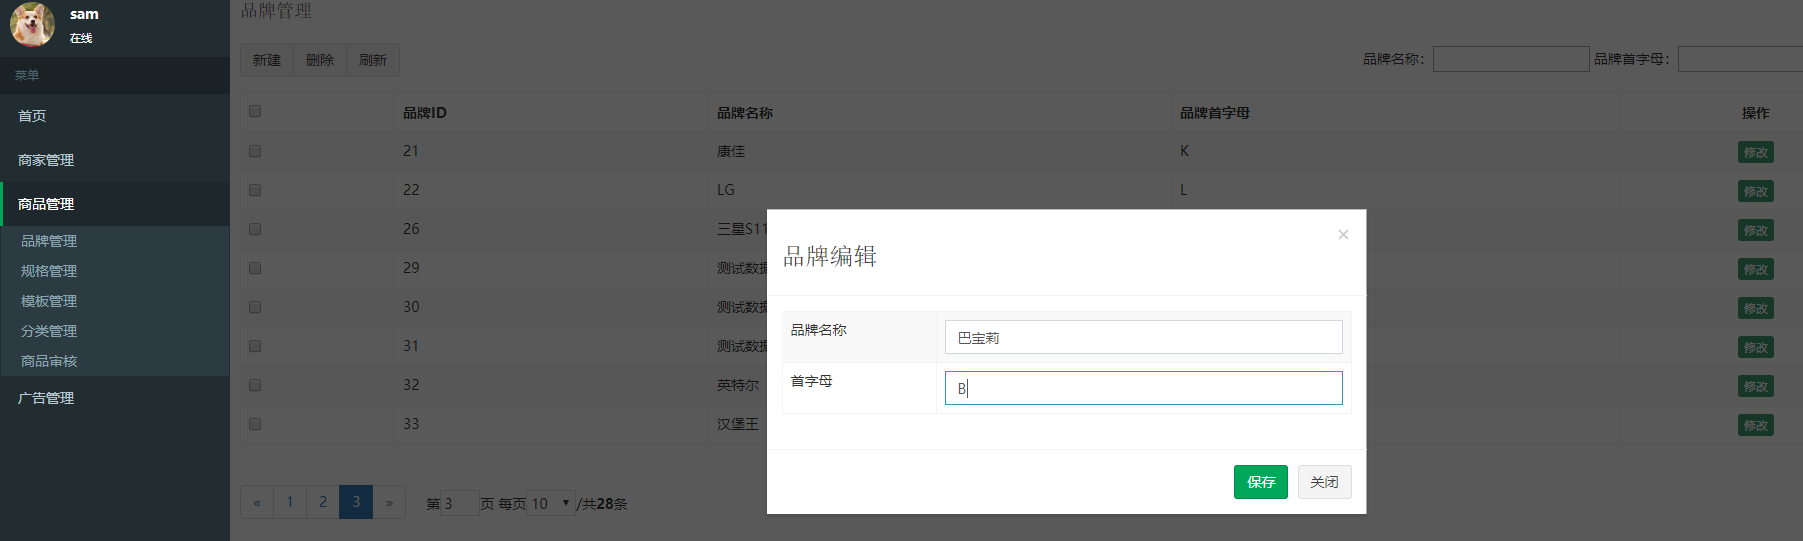 sam
在线
菜单
首页
商家管理
商品管理
品牌管理
规格管理
模板管理
分类管理
商品审核
广告管理
品牌管理
新建 删除 刷新 品牌名称： 品牌首字母：
品牌ID 品牌名称 品牌首字母 操作
21 康佳 K 修改
22 LG L 修改
26 三星S11 修改
29 测试数据 修改
30 测试数据 修改
31 测试数据 修改
32 英特尔 修改
33 汉堡王 修改
« 1 2 3 » 第 3 页 每页 10 /共28条
品牌编辑 ×
品牌名称 巴宝莉
首字母 B
保存 关闭